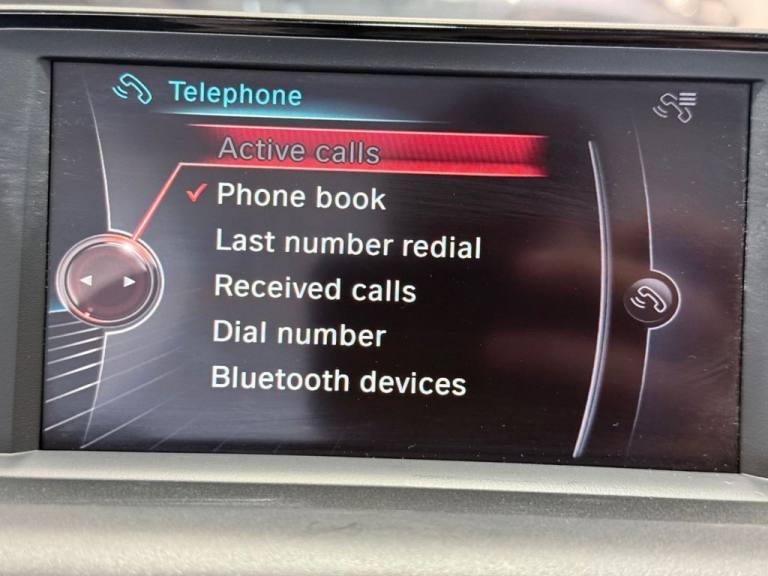 Telephone
Active calls
Phone book
Last number redial
Received calls
Dial number
Bluetooth devices